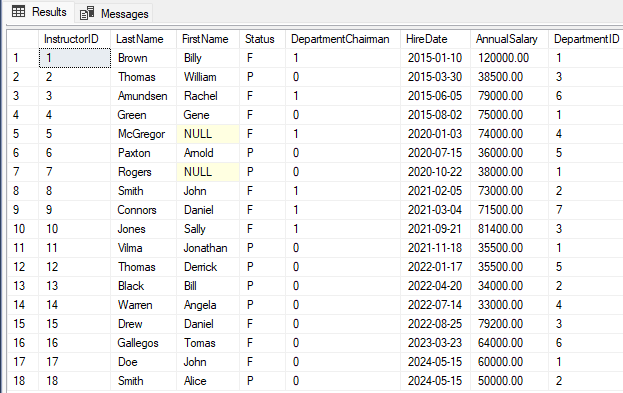 Results Messages
InstructorID LastName FirstName Status DepartmentChairman HireDate AnnualSalary DepartmentID
1 1 Brown Billy F 1 2015-01-10 120000.00 1
2 2 Thomas William P 0 2015-03-30 38500.00 3
3 3 Amundsen Rachel F 1 2015-06-05 79000.00 6
4 4 Green Gene F 0 2015-08-02 75000.00 1
5 5 McGregor NULL F 1 2020-01-03 74000.00 4
6 6 Paxton Arnold P 0 2020-07-15 36000.00 5
7 7 Rogers NULL P 0 2020-10-22 38000.00 1
8 8 Smith John F 1 2021-02-05 73000.00 2
9 9 Connors Daniel F 1 2021-03-04 71500.00 7
10 10 Jones Sally F 1 2021-09-21 81400.00 3
11 11 Vilma Jonathan P 0 2021-11-18 35500.00 1
12 12 Thomas Derrick P 0 2022-01-17 35500.00 5
13 13 Black Bill P 0 2022-04-20 34000.00 2
14 14 Warren Angela P 0 2022-07-14 33000.00 4
15 15 Drew Daniel F 0 2022-08-25 79200.00 3
16 16 Gallegos Tomas F 0 2023-03-23 64000.00 6
17 17 Doe John F 0 2024-05-15 60000.00 1
18 18 Smith Alice P 0 2024-05-15 50000.00 2